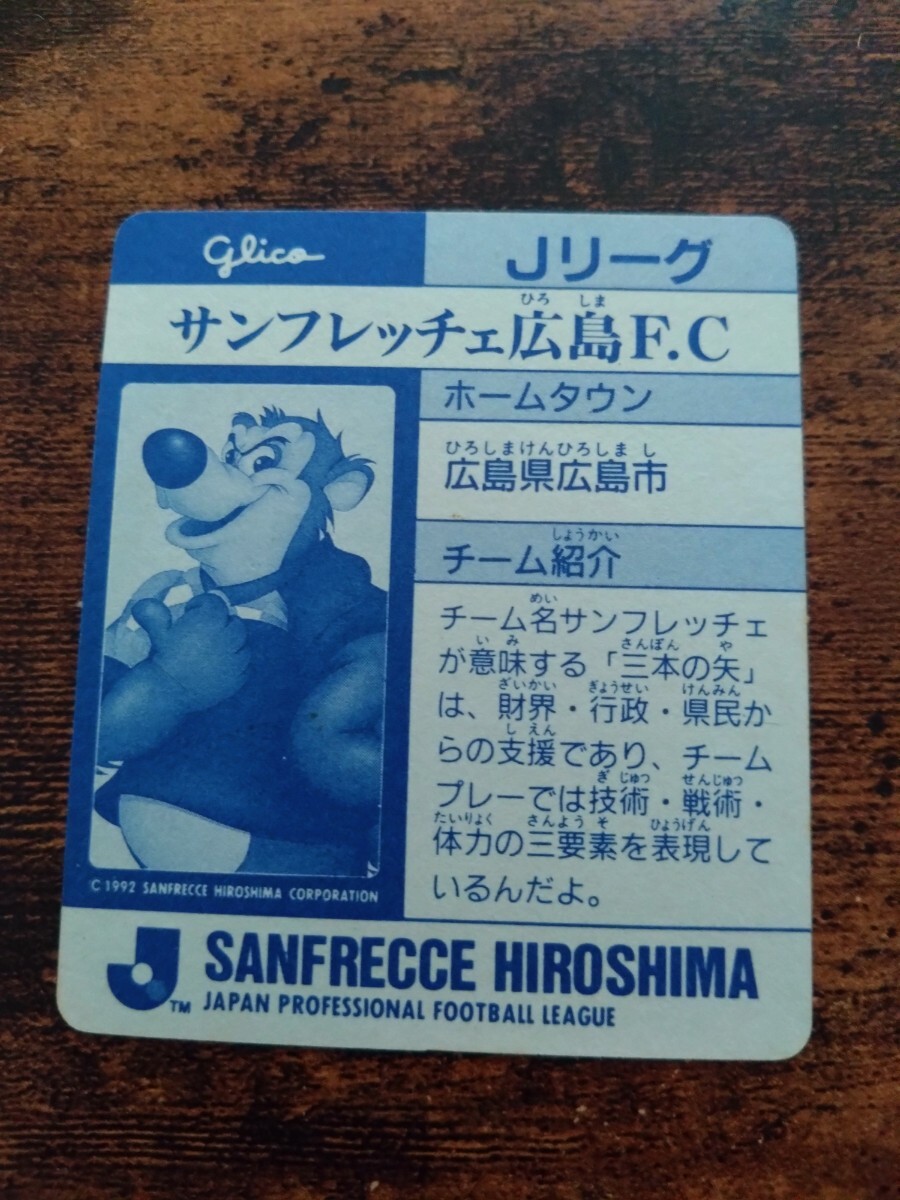 glico
Jリーグ
ひろ しま
サンフレッチェ広島F.C
ホームタウン
ひろしまけんひろしま し
広島県広島市
しょうかい
チーム紹介
めい
チーム名サンフレッチェ
い み さんぼん や
が意味する「三本の矢」
ざいかい ぎょうせい けんみん
は、財界・行政・県民か
し えん
らの支援であり、チーム
ぎ じゅつ せんじゅつ
プレーでは技術・戦術・
たいりょく さんよう そ ひょうげん
体力の三要素を表現して
いるんだよ。
C 1992 SANFRECCE HIROSHIMA CORPORATION
J
TM
SANFRECCE HIROSHIMA
JAPAN PROFESSIONAL FOOTBALL LEAGUE